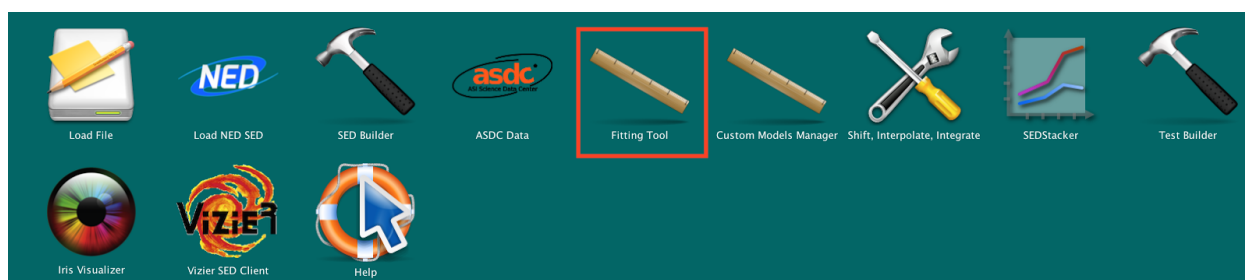 NED
asdc
ASI Science Data Center
Load File
Load NED SED
SED Builder
ASDC Data
Fitting Tool
Custom Models Manager
Shift, Interpolate, Integrate
SEDStacker
Test Builder
VIZIER
Iris Visualizer
Vizier SED Client
Help